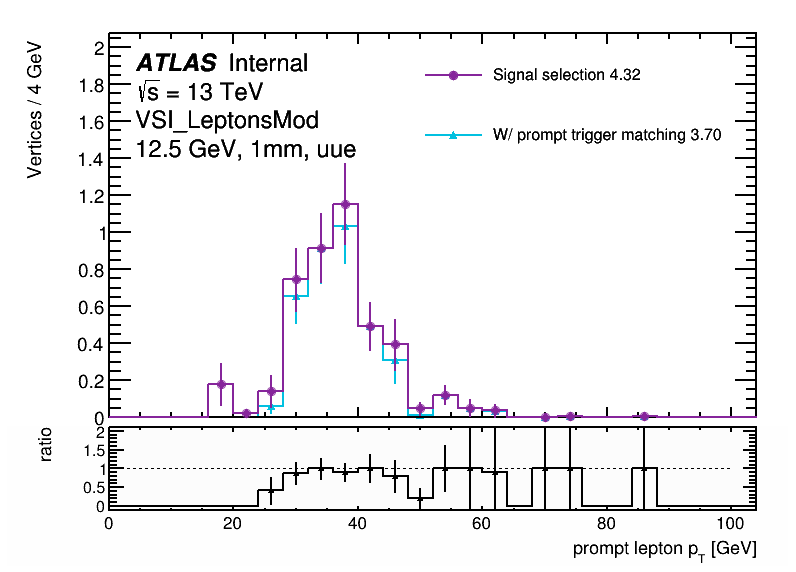 ATLAS Internal
√s = 13 TeV
VSI_LeptonsMod
12.5 GeV, 1mm, uue
Signal selection 4.32
W/ prompt trigger matching 3.70
Vertices / 4 GeV
2
1.8
1.6
1.4
1.2
1
0.8
0.6
0.4
0.2
0
ratio
2
1.5
1
0.5
0
0 20 40 60 80 100
prompt lepton p_T [GeV]